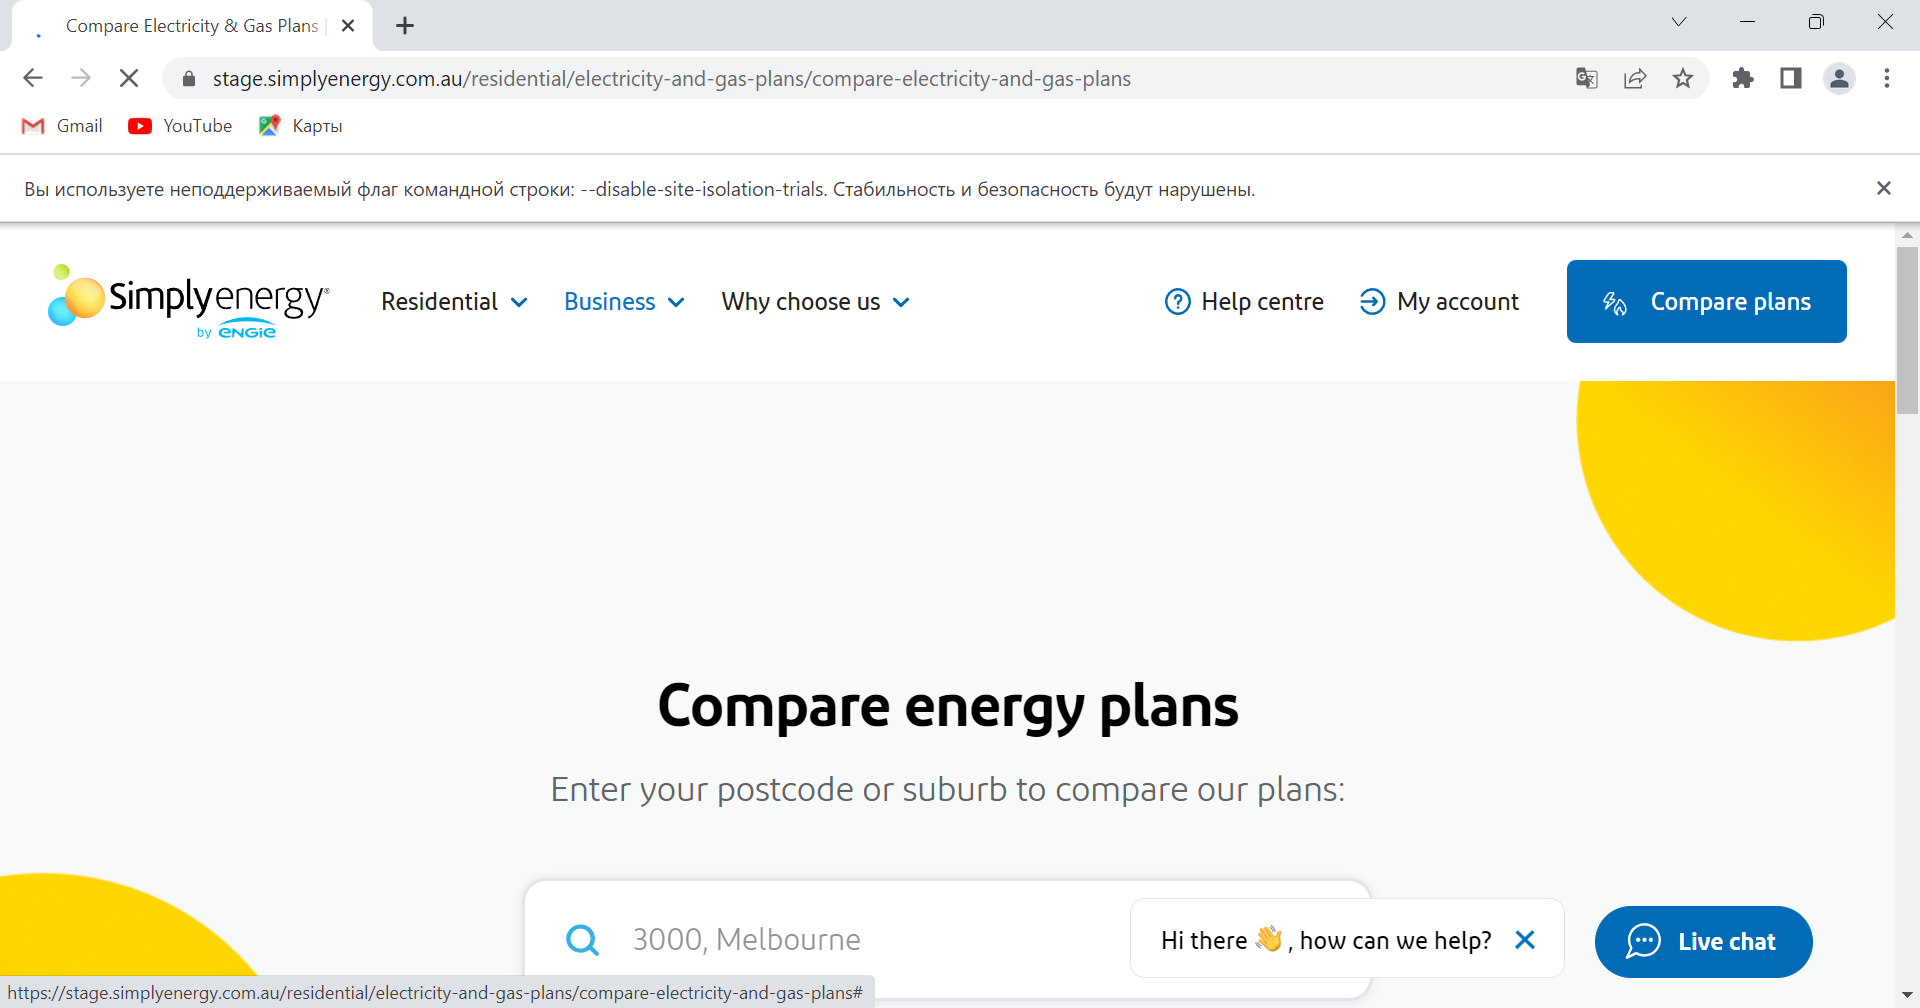 Compare Electricity & Gas Plans
stage.simplyenergy.com.au/residential/electricity-and-gas-plans/compare-electricity-and-gas-plans
Gmail YouTube Карты
Вы используете неподдерживаемый флаг командной строки: --disable-site-isolation-trials. Стабильность и безопасность будут нарушены.
Simplyenergy®
by ENGIE
Residential Business Why choose us Help centre My account Compare plans
Compare energy plans
Enter your postcode or suburb to compare our plans:
3000, Melbourne
Hi there 👋, how can we help?
Live chat
https://stage.simplyenergy.com.au/residential/electricity-and-gas-plans/compare-electricity-and-gas-plans#